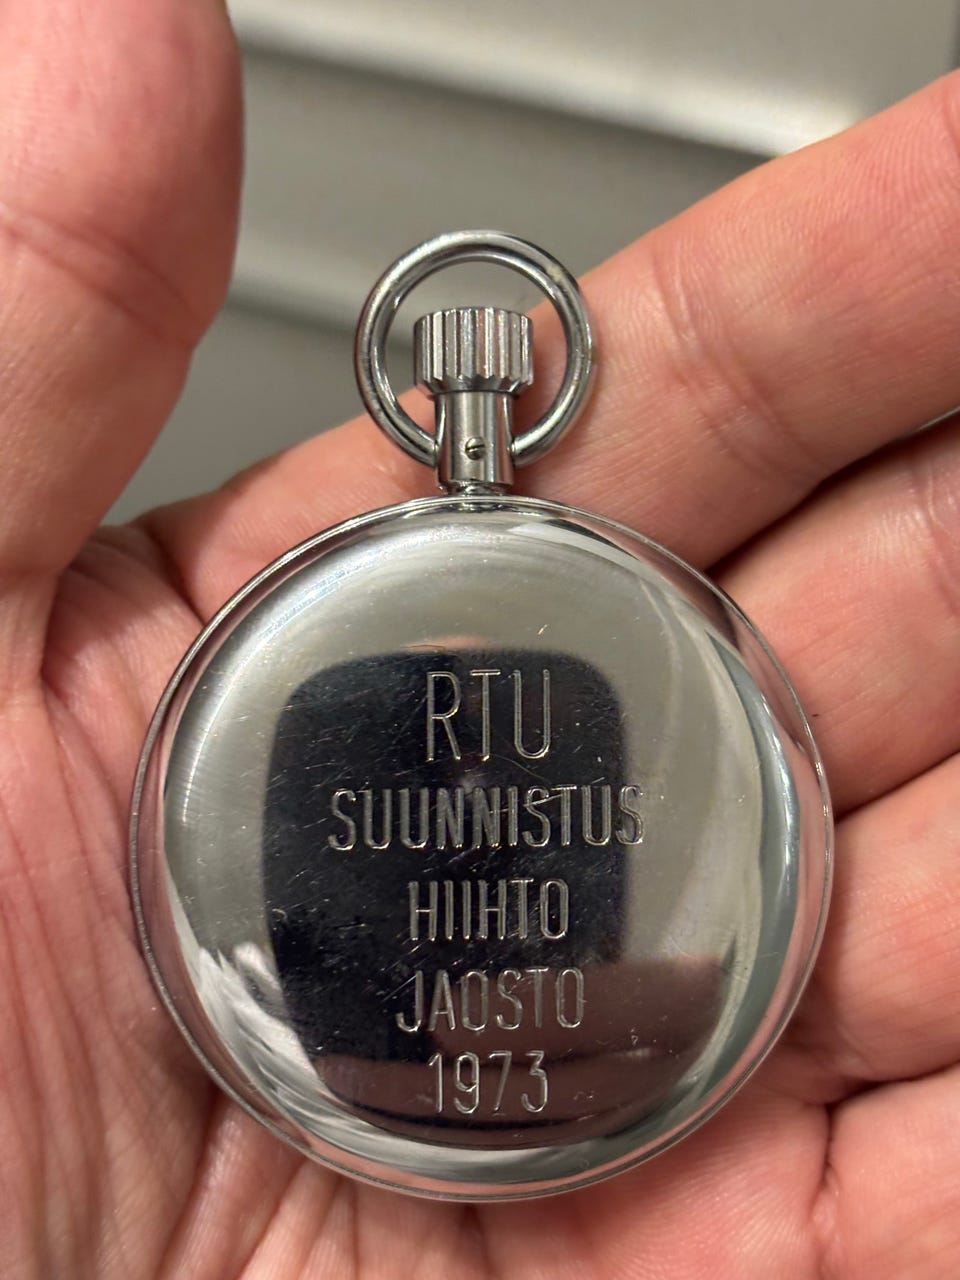 RTU
SUUNNISTUS
HIIHTO
JAOSTO
1973